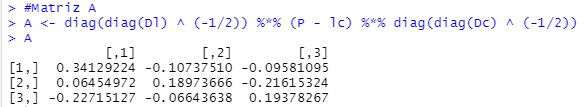 > #Matriz A
> A <- diag(diag(Dl) ^ (-1/2)) %*% (P - lc) %*% diag(diag(Dc) ^ (-1/2))
> A
            [,1]        [,2]        [,3]
[1,]  0.34129224 -0.10737510 -0.09581095
[2,]  0.06454972  0.18973666 -0.21615324
[3,] -0.22715127 -0.06643638  0.19378267